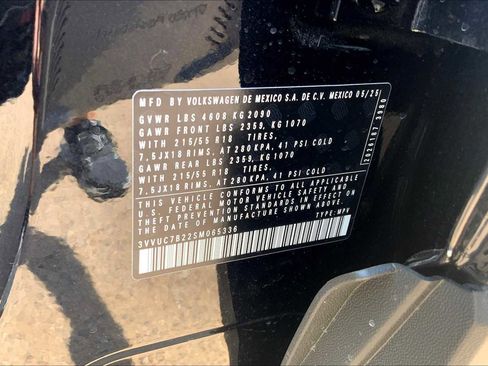 MFD BY VOLKSWAGEN DE MEXICO S.A. DE C.V. MEXICO 05/25
GVWR LBS 4608 KG 2090
GAWR FRONT LBS 2359, KG 1070
WITH 215/55 R18 TIRES,
7,5JX18 RIMS, AT 280 KPA, 41 PSI COLD
GAWR REAR LBS 2359, KG 1070
WITH 215/55 R18 TIRES,
7,5JX18 RIMS, AT 280 KPA, 41 PSI COLD
THIS VEHICLE CONFORMS TO ALL APPLICABLE
U.S. FEDERAL MOTOR VEHICLE SAFETY AND
THEFT PREVENTION STANDARDS IN EFFECT ON
THE DATE OF MANUFACTURE SHOWN ABOVE.
3VVUC7B22SM065336 TYPE:MPV
2026187 3980